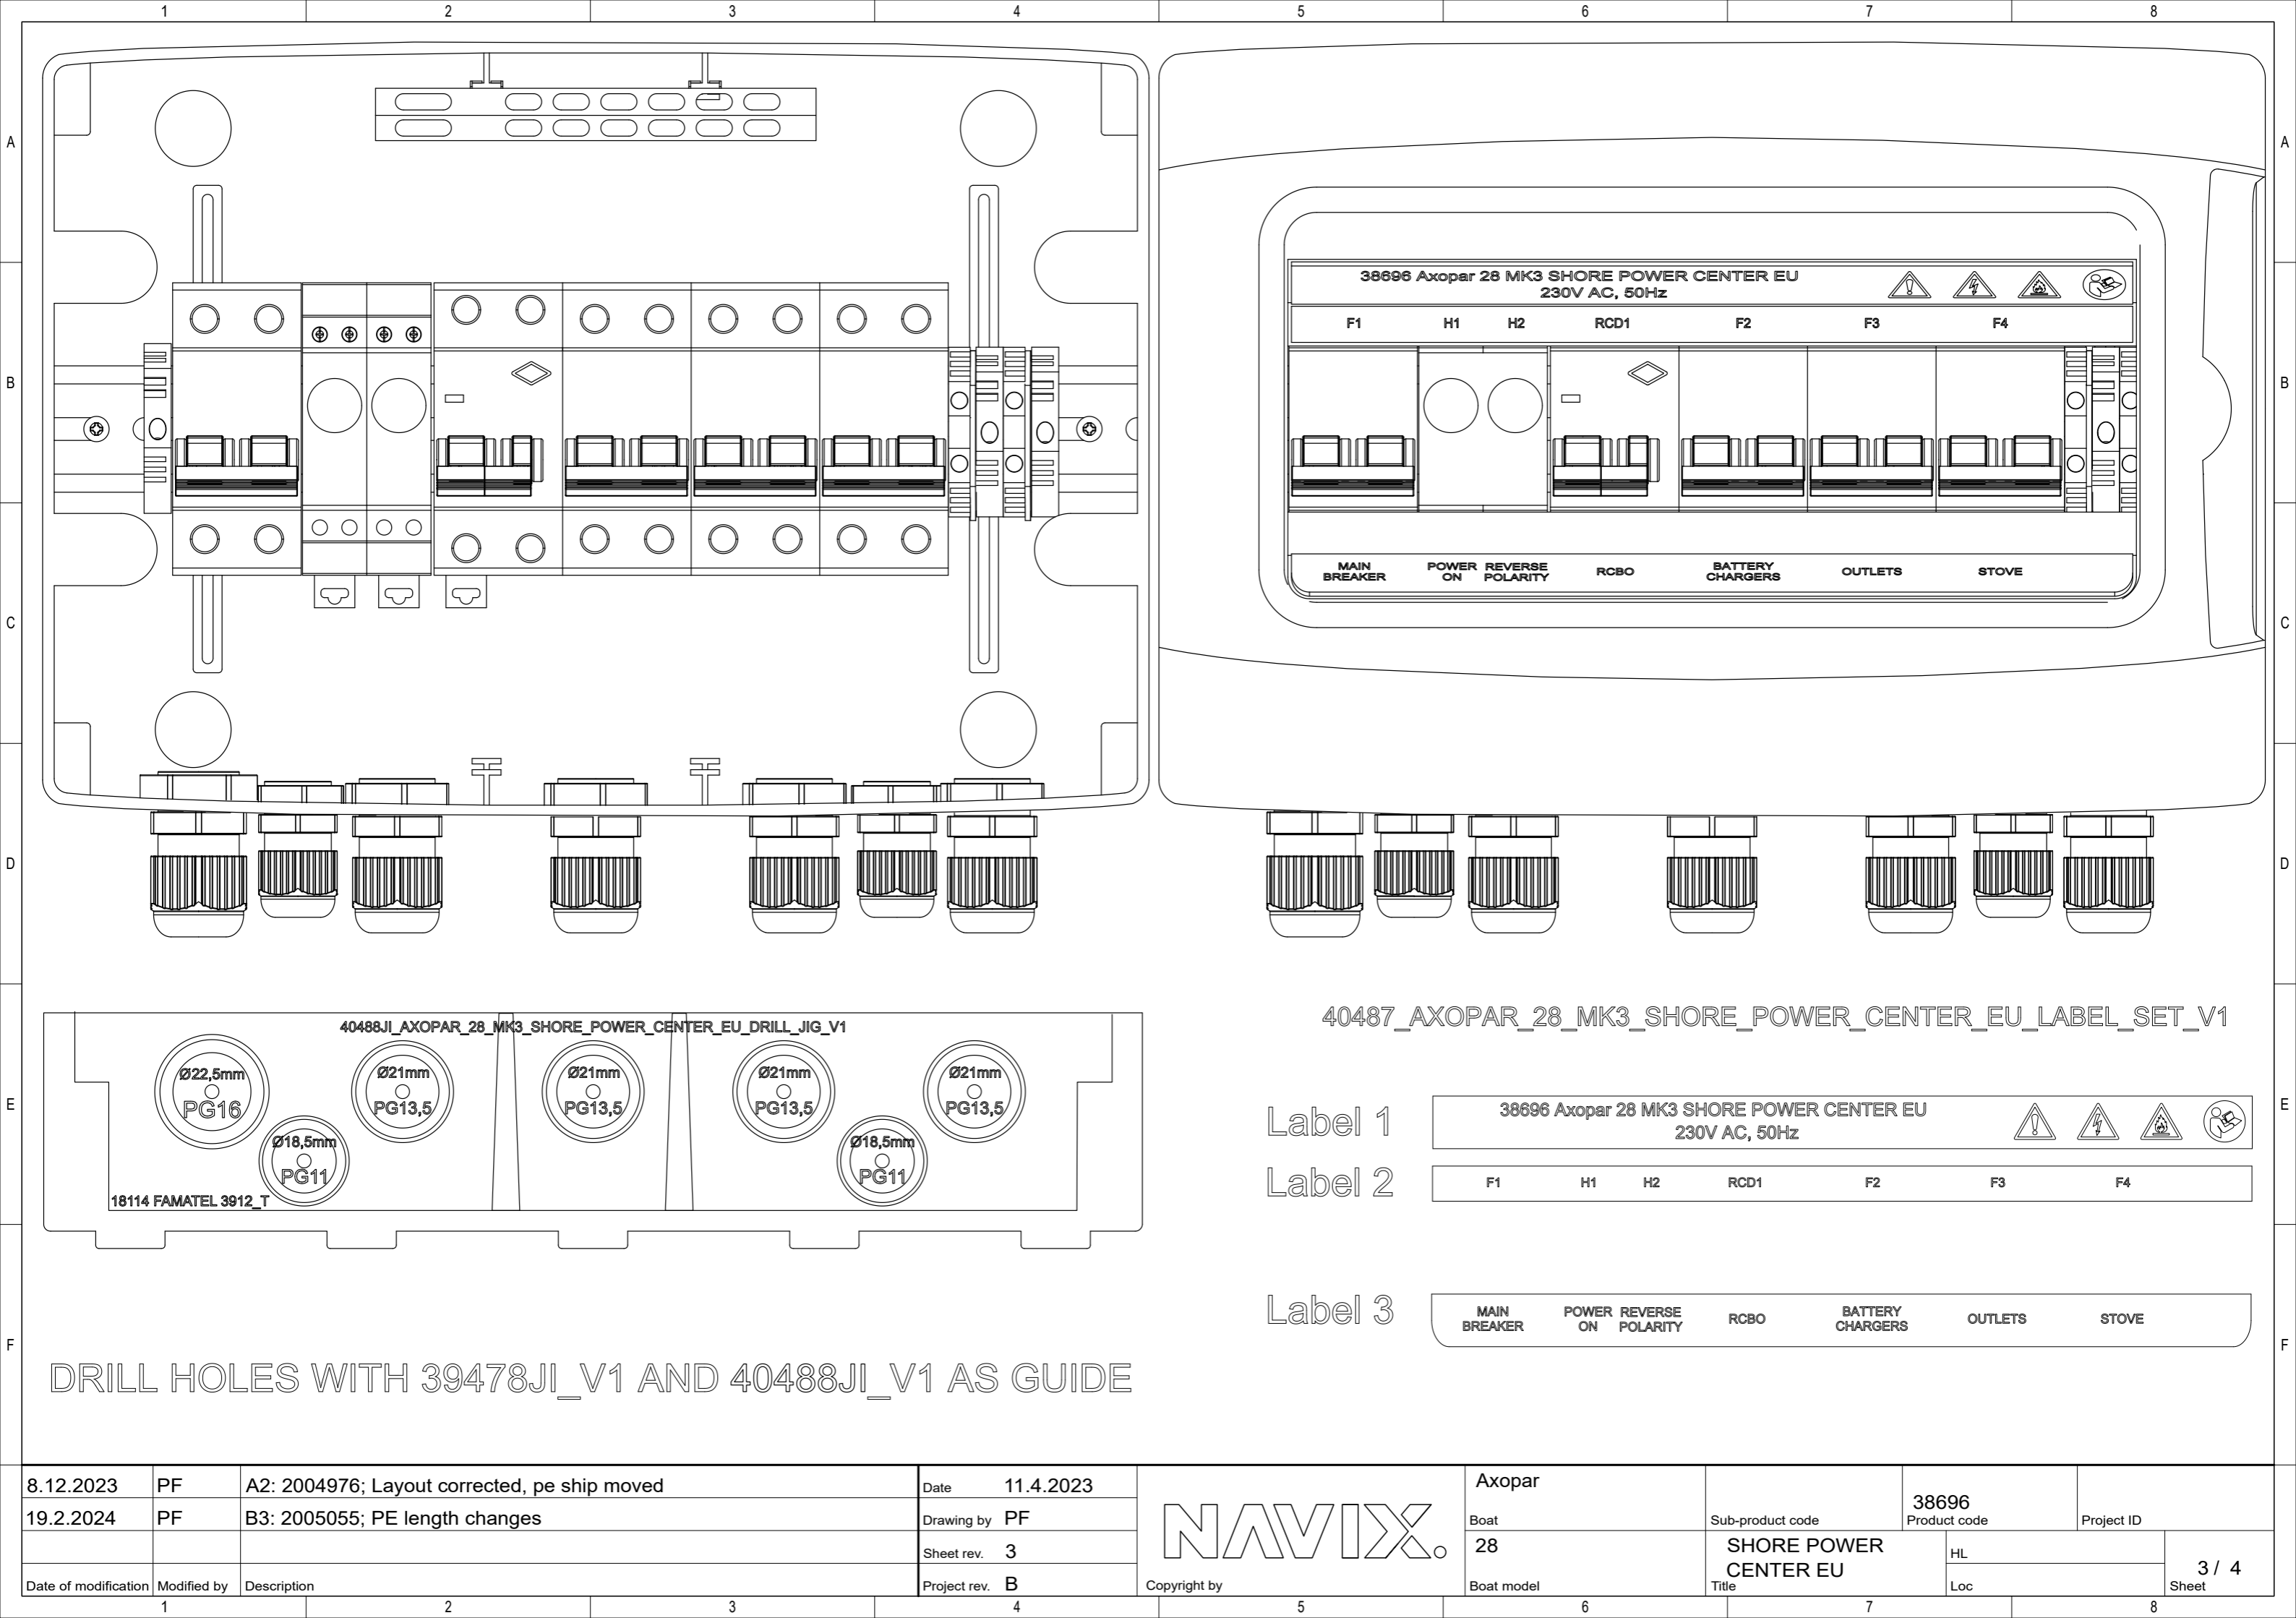 1 2 3 4 5 6 7 8
A A
B B
C C
D D
E E
F F
38696 Axopar 28 MK3 SHORE POWER CENTER EU
230V AC, 50Hz
F1 H1 H2 RCD1 F2 F3 F4
MAIN BREAKER
POWER ON
REVERSE POLARITY
RCBO
BATTERY CHARGERS
OUTLETS
STOVE
40488JI_AXOPAR_28_MK3_SHORE_POWER_CENTER_EU_DRILL_JIG_V1
Ø22,5mm
PG16
Ø21mm
PG13,5
Ø21mm
PG13,5
Ø21mm
PG13,5
Ø21mm
PG13,5
Ø18,5mm
PG11
Ø18,5mm
PG11
18114 FAMATEL 3912_T
DRILL HOLES WITH 39478JI_V1 AND 40488JI_V1 AS GUIDE
40487_AXOPAR_28_MK3_SHORE_POWER_CENTER_EU_LABEL_SET_V1
Label 1
38696 Axopar 28 MK3 SHORE POWER CENTER EU
230V AC, 50Hz
Label 2
F1 H1 H2 RCD1 F2 F3 F4
Label 3
MAIN BREAKER
POWER ON
REVERSE POLARITY
RCBO
BATTERY CHARGERS
OUTLETS
STOVE
8.12.2023 PF A2: 2004976; Layout corrected, pe ship moved
19.2.2024 PF B3: 2005055; PE length changes
Date of modification Modified by Description
Date 11.4.2023
Drawing by PF
Sheet rev. 3
Project rev. B
NAVIX.
Copyright by
Axopar
Boat
28
Boat model
Sub-product code
38696
Product code
Project ID
SHORE POWER
CENTER EU
Title
HL
Loc
3 / 4
Sheet
1 2 3 4 5 6 7 8